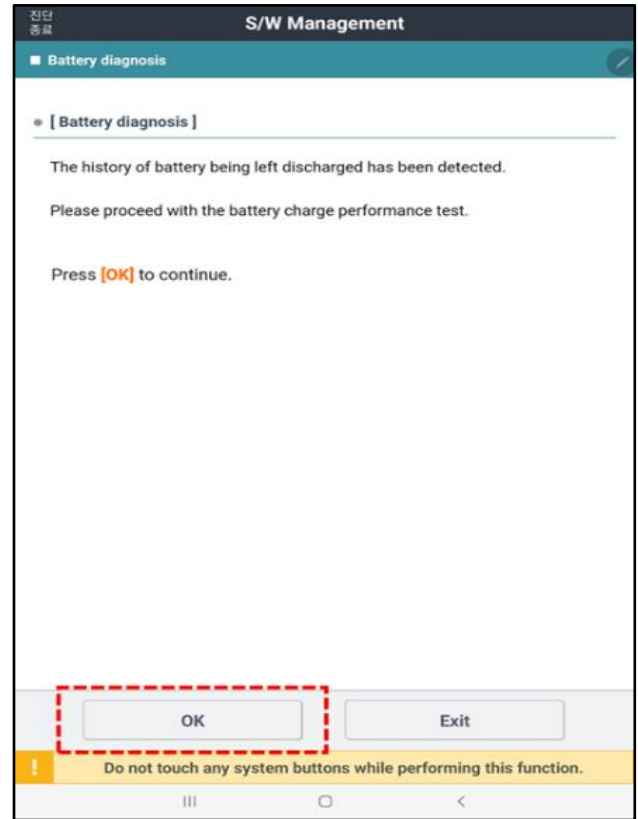 진단
종료
S/W Management
Battery diagnosis
[ Battery diagnosis ]
The history of battery being left discharged has been detected.
Please proceed with the battery charge performance test.
Press [OK] to continue.
OK
Exit
! Do not touch any system buttons while performing this function.